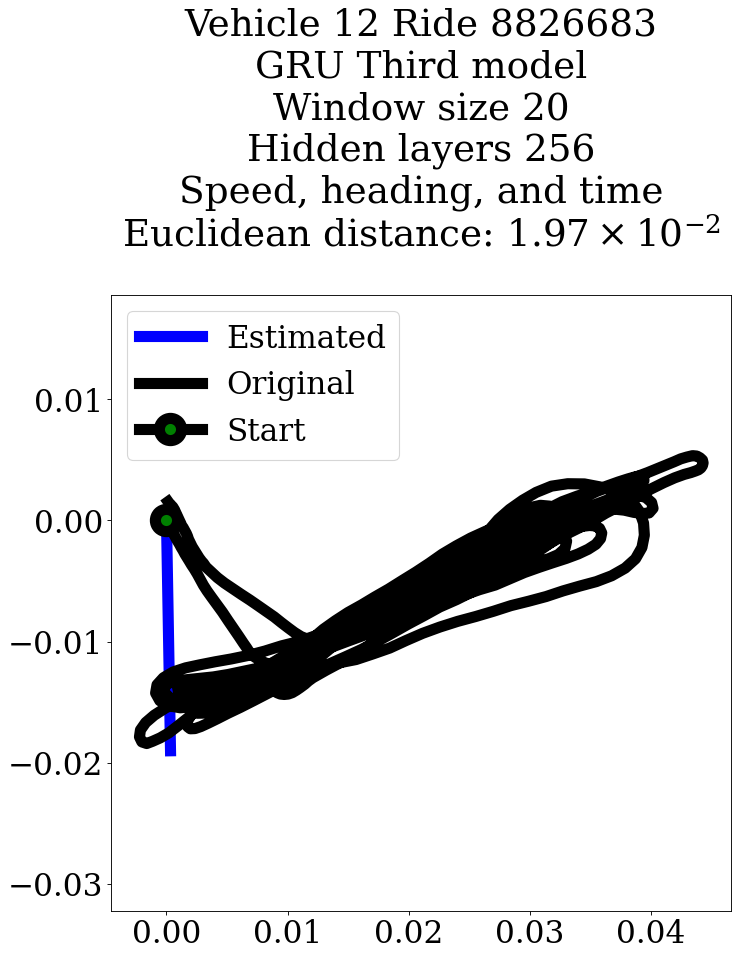 Vehicle 12 Ride 8826683
GRU Third model
Window size 20
Hidden layers 256
Speed, heading, and time
Euclidean distance: 1.97 × 10⁻²
Estimated
Original
Start
0.01
0.00
−0.01
−0.02
−0.03
0.00 0.01 0.02 0.03 0.04